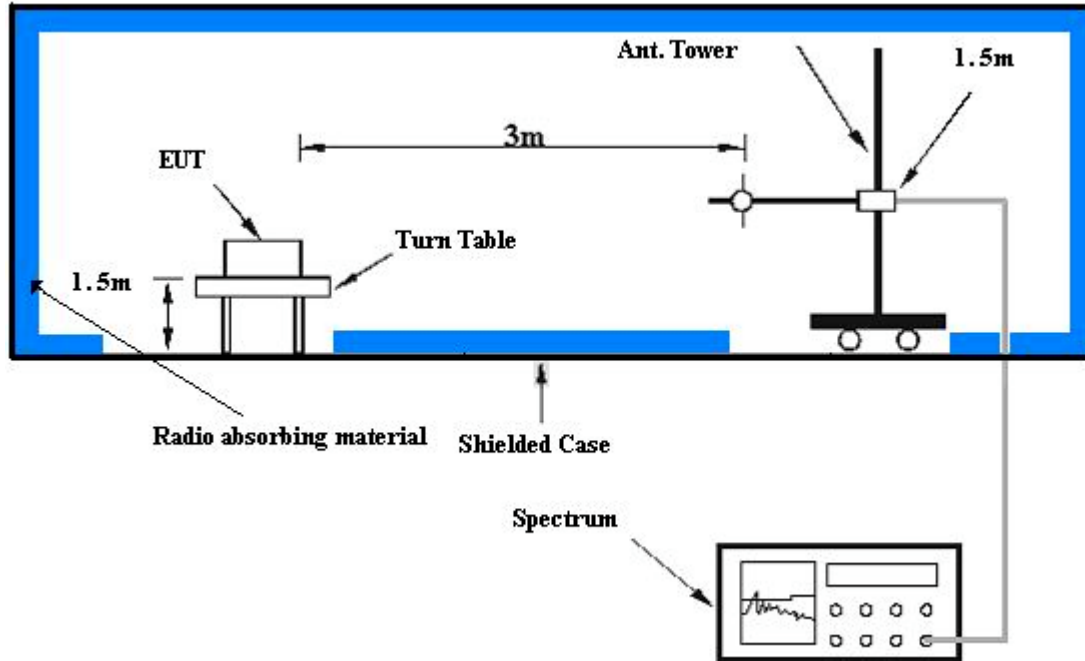 Ant. Tower
1.5m
3m
EUT
Turn Table
1.5m
Radio absorbing material
Shielded Case
Spectrum